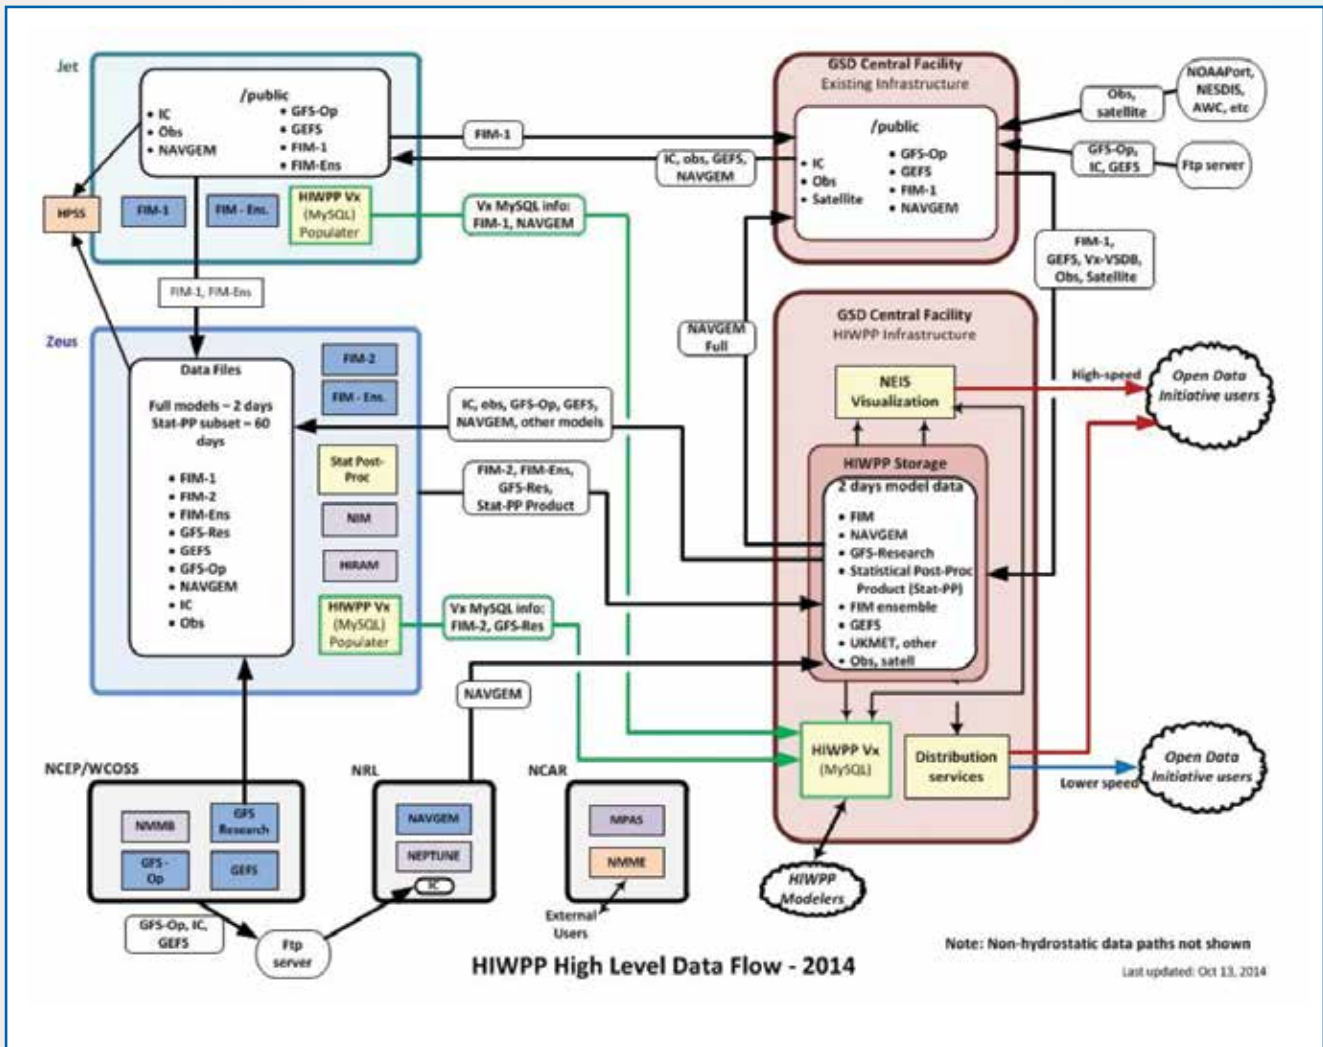 Jet
/public
• IC
• Obs
• NAVGEM
• GFS-Op
• GEFS
• FIM-1
• FIM-Ens
HPSS
FIM-1
FIM - Ens.
HIWPP Vx
(MySQL)
Populater
FIM-1
IC, obs, GEFS,
NAVGEM
Vx MySQL info:
FIM-1, NAVGEM
GSD Central Facility
Existing Infrastructure
/public
• IC
• Obs
• Satellite
• GFS-Op
• GEFS
• FIM-1
• NAVGEM
Obs,
satellite
NOAAPort,
NESDIS,
AWC, etc
GFS-Op,
IC, GEFS
Ftp server
FIM-1,
GEFS, Vx-VSDB,
Obs, Satellite
FIM-1, FIM-Ens
Zeus
Data Files
Full models – 2 days
Stat-PP subset – 60
days
• FIM-1
• FIM-2
• FIM-Ens
• GFS-Res
• GEFS
• GFS-Op
• NAVGEM
• IC
• Obs
FIM-2
FIM - Ens.
Stat Post-
Proc
NIM
HIRAM
HIWPP Vx
(MySQL)
Populater
IC, obs, GFS-Op, GEFS,
NAVGEM, other models
FIM-2, FIM-Ens,
GFS-Res,
Stat-PP Product
Vx MySQL info:
FIM-2, GFS-Res
NAVGEM
Full
NAVGEM
GSD Central Facility
HIWPP Infrastructure
NEIS
Visualization
HIWPP Storage
2 days model data
• FIM
• NAVGEM
• GFS-Research
• Statistical Post-Proc
Product (Stat-PP)
• FIM ensemble
• GEFS
• UKMET, other
• Obs, satell
HIWPP Vx
(MySQL)
Distribution
services
High-speed
Open Data
Initiative users
Lower speed
Open Data
Initiative users
HIWPP
Modelers
NCEP/WCOSS
NMMB
GFS
Research
GFS -
Op
GEFS
GFS-Op, IC,
GEFS
Ftp
server
NRL
NAVGEM
NEPTUNE
IC
NCAR
MPAS
NMME
External
Users
HIWPP High Level Data Flow - 2014
Note: Non-hydrostatic data paths not shown
Last updated: Oct 13, 2014